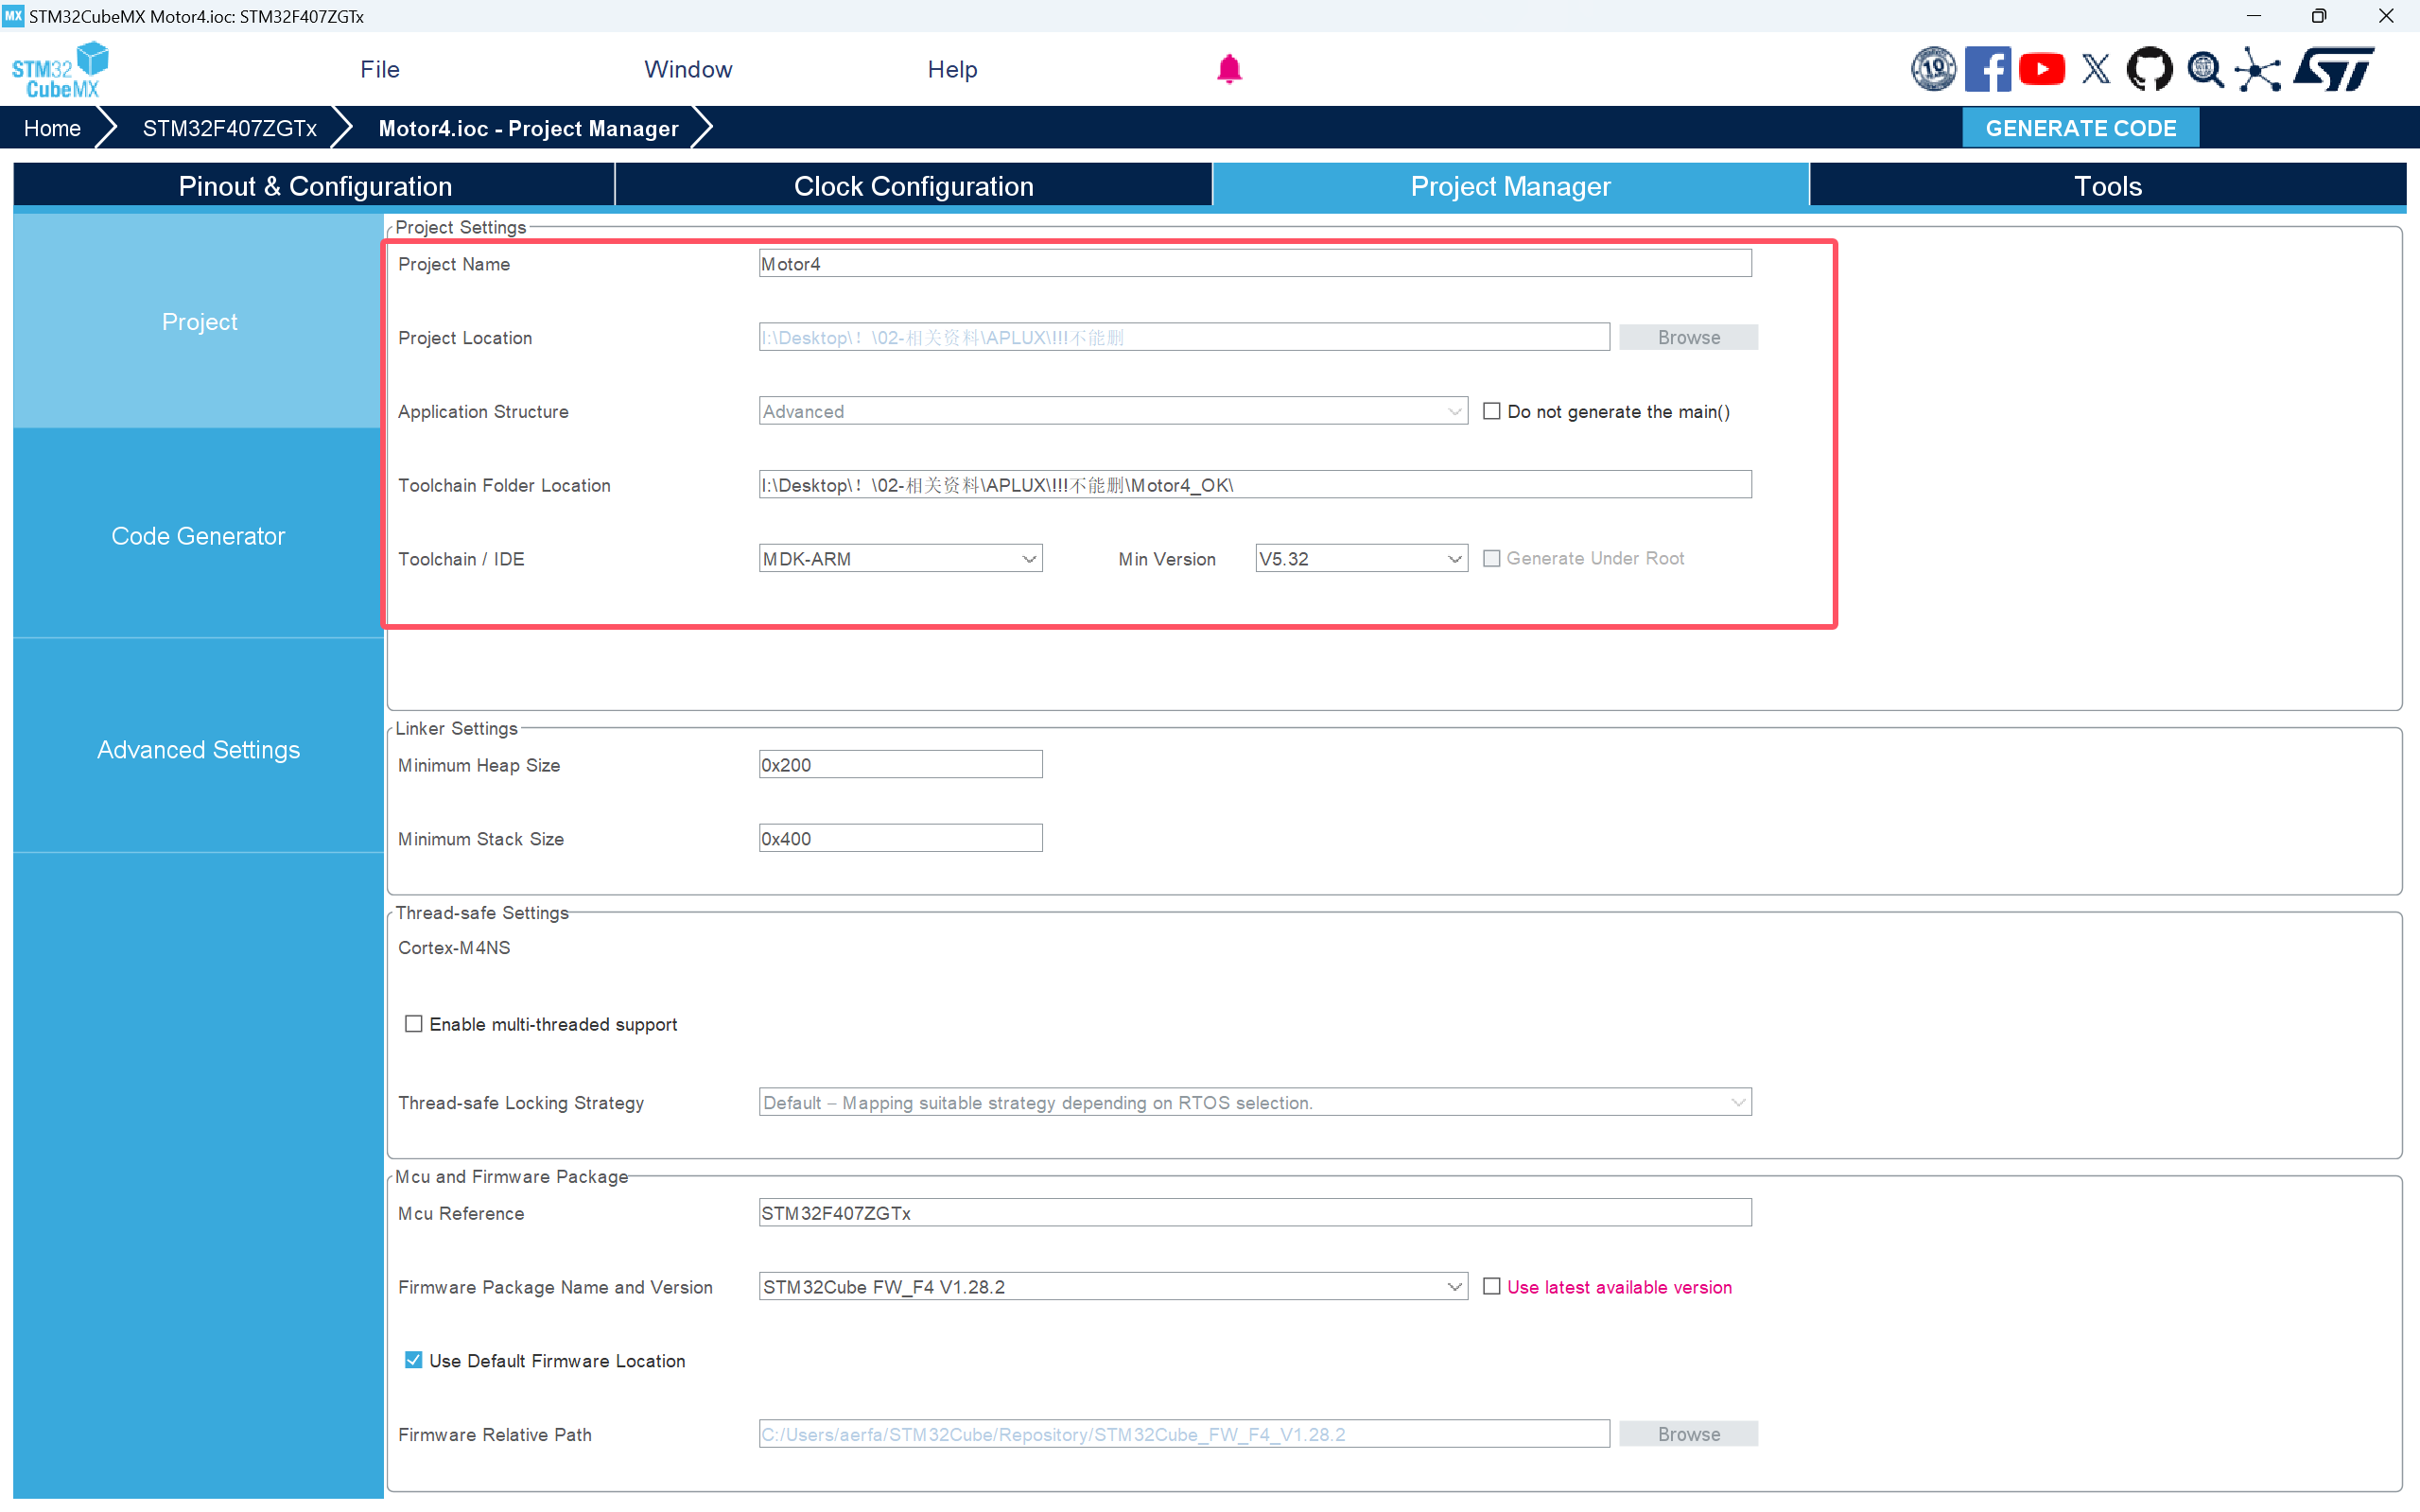 MX STM32CubeMX Motor4.ioc: STM32F407ZGTx
STM32 CubeMX
File Window Help
10 ST
Home STM32F407ZGTx Motor4.ioc - Project Manager GENERATE CODE
Pinout & Configuration Clock Configuration Project Manager Tools
Project
Code Generator
Advanced Settings
Project Settings
Project Name Motor4
Project Location I:\Desktop\！\02-相关资料\APLUX\!!!不能删 Browse
Application Structure Advanced Do not generate the main()
Toolchain Folder Location I:\Desktop\！\02-相关资料\APLUX\!!!不能删\Motor4_OK\
Toolchain / IDE MDK-ARM Min Version V5.32 Generate Under Root
Linker Settings
Minimum Heap Size 0x200
Minimum Stack Size 0x400
Thread-safe Settings
Cortex-M4NS
Enable multi-threaded support
Thread-safe Locking Strategy Default – Mapping suitable strategy depending on RTOS selection.
Mcu and Firmware Package
Mcu Reference STM32F407ZGTx
Firmware Package Name and Version STM32Cube FW_F4 V1.28.2 Use latest available version
Use Default Firmware Location
Firmware Relative Path C:/Users/aerfa/STM32Cube/Repository/STM32Cube_FW_F4_V1.28.2 Browse